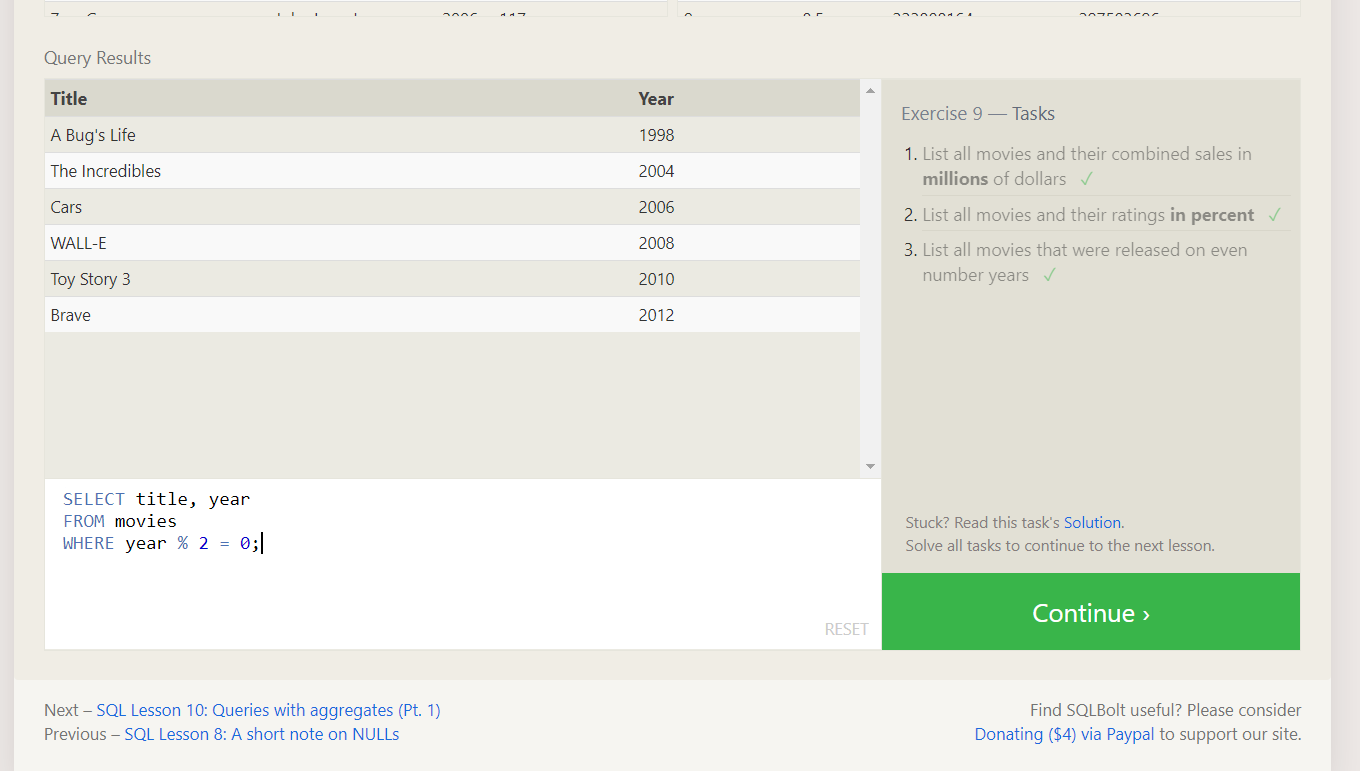 Query Results
Title Year
A Bug's Life 1998
The Incredibles 2004
Cars 2006
WALL-E 2008
Toy Story 3 2010
Brave 2012
SELECT title, year
FROM movies
WHERE year % 2 = 0;
RESET
Exercise 9 — Tasks
1. List all movies and their combined sales in
millions of dollars ✓
2. List all movies and their ratings in percent ✓
3. List all movies that were released on even
number years ✓
Stuck? Read this task's Solution.
Solve all tasks to continue to the next lesson.
Continue ›
Next – SQL Lesson 10: Queries with aggregates (Pt. 1)
Previous – SQL Lesson 8: A short note on NULLs
Find SQLBolt useful? Please consider
Donating ($4) via Paypal to support our site.